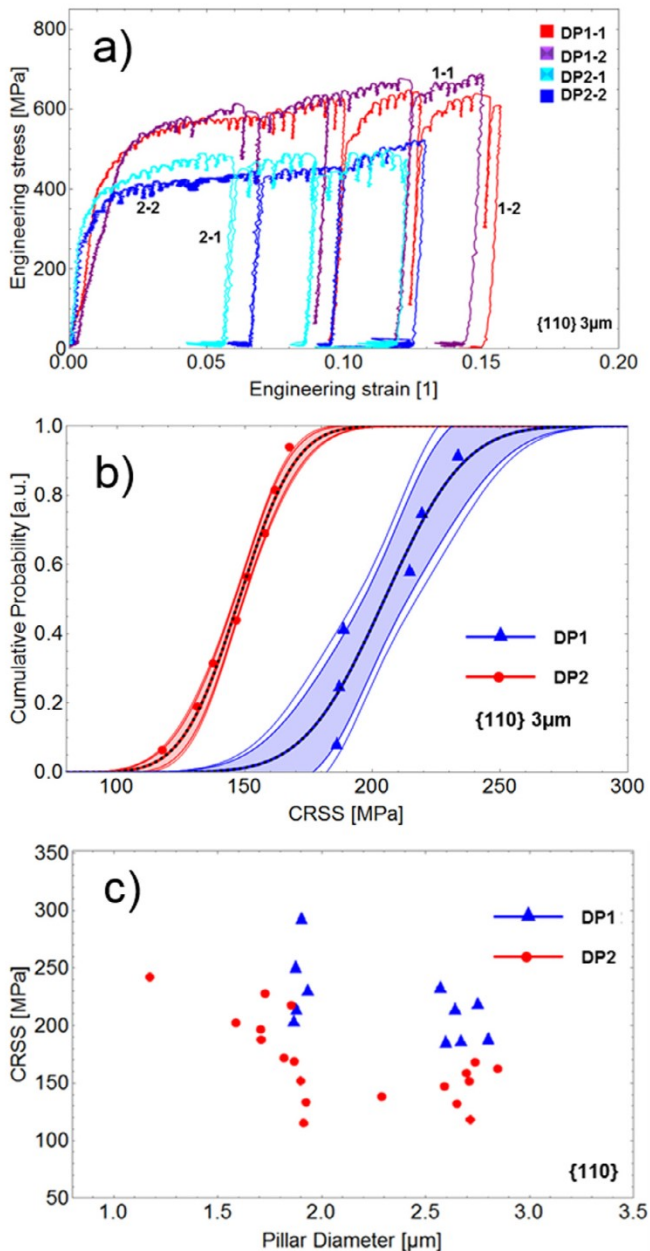 a)
800
600
400
200
0
Engineering stress [MPa]
DP1-1
DP1-2
DP2-1
DP2-2
1-1
1-2
2-2
2-1
{110} 3µm
0.00 0.05 0.10 0.15 0.20
Engineering strain [1]
b)
1.0
0.8
0.6
0.4
0.2
0.0
Cumulative Probability [a.u.]
DP1
DP2
{110} 3µm
100 150 200 250 300
CRSS [MPa]
c)
350
300
250
200
150
100
50
CRSS [MPa]
DP1
DP2
{110}
1.0 1.5 2.0 2.5 3.0 3.5
Pillar Diameter [µm]